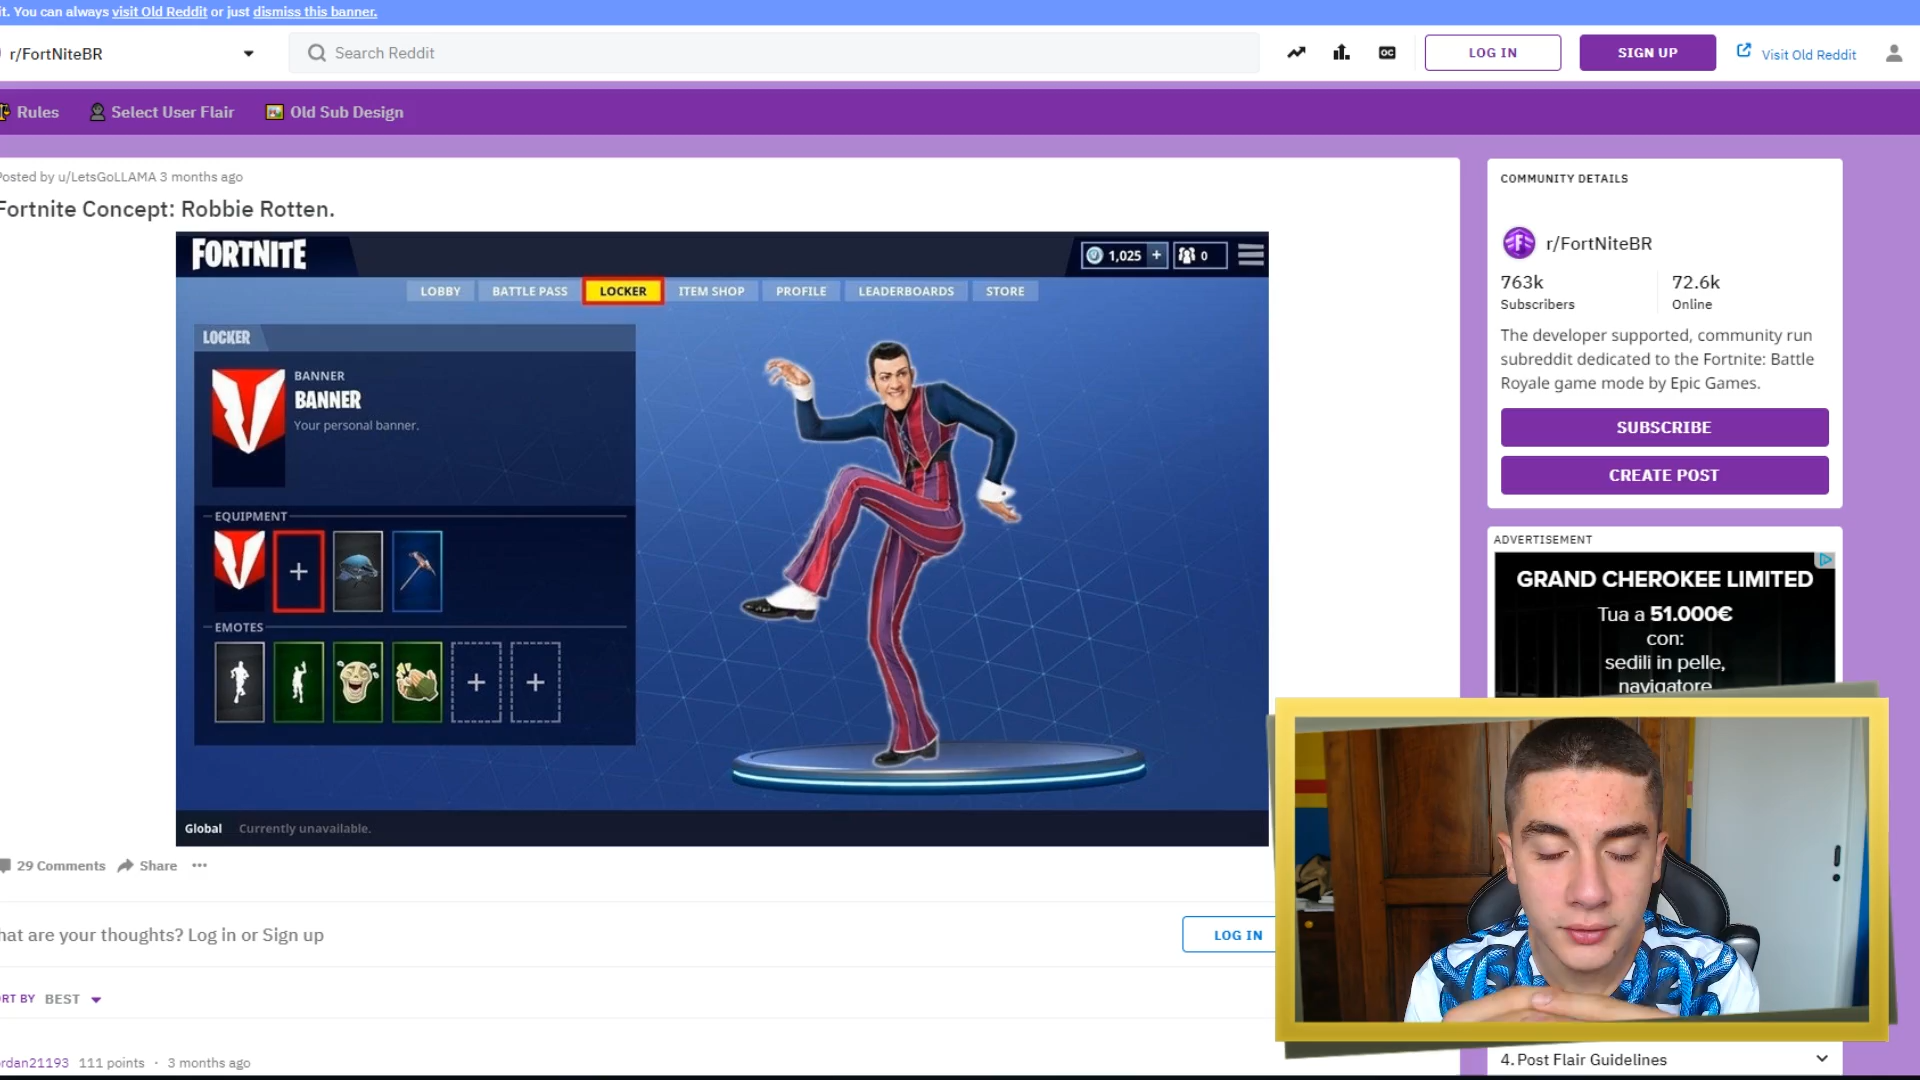 it. You can always visit Old Reddit or just dismiss this banner.
r/FortNiteBR
Search Reddit
OC
LOG IN
SIGN UP
Visit Old Reddit
Rules
Select User Flair
Old Sub Design
Posted by u/LetsGoLLAMA 3 months ago
Fortnite Concept: Robbie Rotten.
FORTNITE
1,025 +
0
LOBBY
BATTLE PASS
LOCKER
ITEM SHOP
PROFILE
LEADERBOARDS
STORE
LOCKER
BANNER
BANNER
Your personal banner.
EQUIPMENT
EMOTES
Global
Currently unavailable.
29 Comments
Share
hat are your thoughts? Log in or Sign up
LOG IN
ORT BY BEST
ordan21193 111 points · 3 months ago
COMMUNITY DETAILS
r/FortNiteBR
763k
Subscribers
72.6k
Online
The developer supported, community run
subreddit dedicated to the Fortnite: Battle
Royale game mode by Epic Games.
SUBSCRIBE
CREATE POST
ADVERTISEMENT
GRAND CHEROKEE LIMITED
Tua a 51.000€
con:
sedili in pelle,
navigatore
4. Post Flair Guidelines